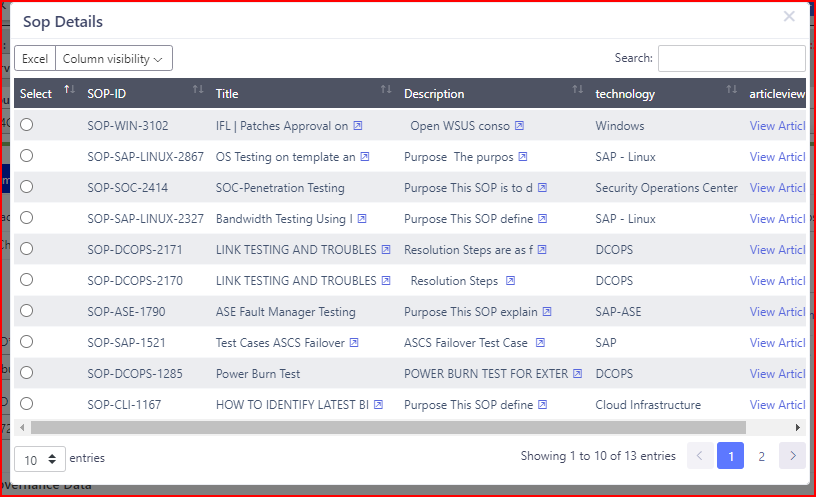 Sop Details
Excel Column visibility Search:
Select SOP-ID Title Description technology articleview
SOP-WIN-3102 IFL | Patches Approval on Open WSUS conso Windows View Articl
SOP-SAP-LINUX-2867 OS Testing on template an Purpose The purpos SAP - Linux View Articl
SOP-SOC-2414 SOC-Penetration Testing Purpose This SOP is to d Security Operations Center View Articl
SOP-SAP-LINUX-2327 Bandwidth Testing Using I Purpose This SOP define SAP - Linux View Articl
SOP-DCOPS-2171 LINK TESTING AND TROUBLES Resolution Steps are as f DCOPS View Articl
SOP-DCOPS-2170 LINK TESTING AND TROUBLES Resolution Steps DCOPS View Articl
SOP-ASE-1790 ASE Fault Manager Testing Purpose This SOP explain SAP-ASE View Articl
SOP-SAP-1521 Test Cases ASCS Failover ASCS Failover Test Case SAP View Articl
SOP-DCOPS-1285 Power Burn Test POWER BURN TEST FOR EXTER DCOPS View Articl
SOP-CLI-1167 HOW TO IDENTIFY LATEST BI Purpose This SOP define Cloud Infrastructure View Articl
10 entries Showing 1 to 10 of 13 entries 1 2
overnance Data